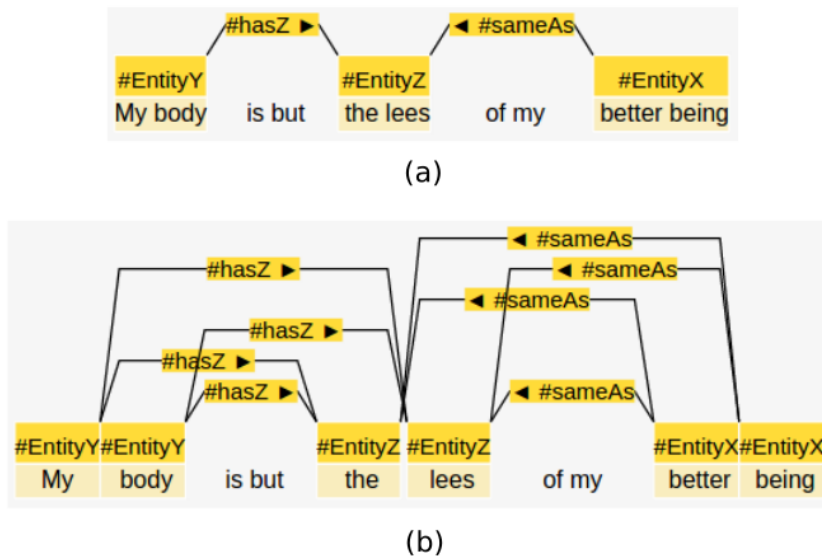 #hasZ ► ◄ #sameAs
#EntityY #EntityZ #EntityX
My body is but the lees of my better being
(a)
◄ #sameAs
#hasZ ► ◄ #sameAs
◄ #sameAs
#hasZ ►
#hasZ ►
#hasZ ► ◄ #sameAs
#EntityY #EntityY #EntityZ #EntityZ #EntityX #EntityX
My body is but the lees of my better being
(b)